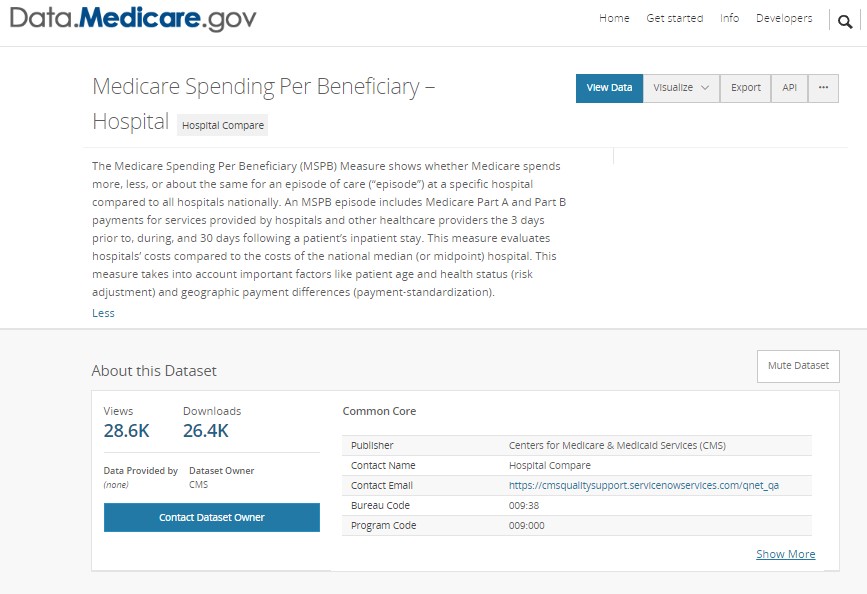 Data.Medicare.gov
Home Get started Info Developers
Medicare Spending Per Beneficiary –
Hospital Hospital Compare
View Data Visualize Export API ...
The Medicare Spending Per Beneficiary (MSPB) Measure shows whether Medicare spends
more, less, or about the same for an episode of care (“episode”) at a specific hospital
compared to all hospitals nationally. An MSPB episode includes Medicare Part A and Part B
payments for services provided by hospitals and other healthcare providers the 3 days
prior to, during, and 30 days following a patient’s inpatient stay. This measure evaluates
hospitals’ costs compared to the costs of the national median (or midpoint) hospital. This
measure takes into account important factors like patient age and health status (risk
adjustment) and geographic payment differences (payment-standardization).
Less
About this Dataset
Mute Dataset
Views Downloads
28.6K 26.4K
Data Provided by Dataset Owner
(none) CMS
Contact Dataset Owner
Common Core
Publisher Centers for Medicare & Medicaid Services (CMS)
Contact Name Hospital Compare
Contact Email https://cmsqualitysupport.servicenowservices.com/qnet_qa
Bureau Code 009:38
Program Code 009:000
Show More